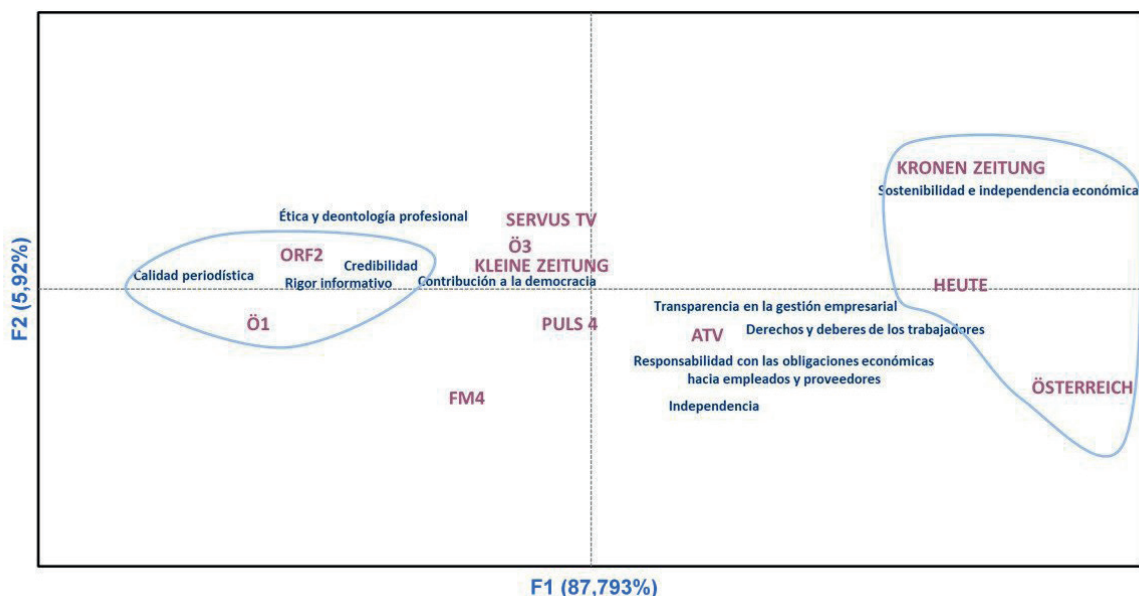 KRONEN ZEITUNG
Sostenibilidad e independencia económica
Ética y deontología profesional
SERVUS TV
Ö3
ORF2
KLEINE ZEITUNG
Credibilidad
Calidad periodística
Rigor informativo
Contribución a la democracia
HEUTE
Transparencia en la gestión empresarial
Ö1
PULS 4
ATV
Derechos y deberes de los trabajadores
Responsabilidad con las obligaciones económicas
hacia empleados y proveedores
ÖSTERREICH
FM4
Independencia
F2 (5,92%)
F1 (87,793%)